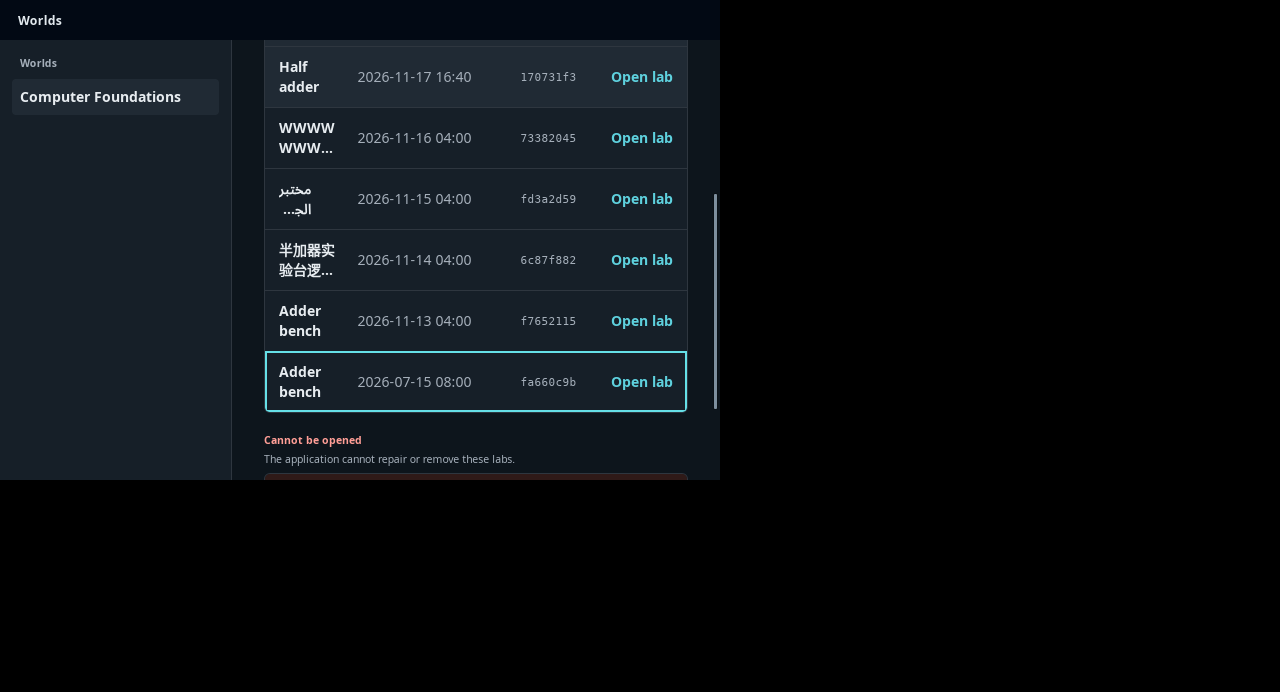 Worlds
Worlds
Computer Foundations
Half
adder
2026-11-17 16:40
170731f3
Open lab
WWWW
WWW...
2026-11-16 04:00
73382045
Open lab
مختبر
الج...
2026-11-15 04:00
fd3a2d59
Open lab
半加器实
验台逻...
2026-11-14 04:00
6c87f882
Open lab
Adder
bench
2026-11-13 04:00
f7652115
Open lab
Adder
bench
2026-07-15 08:00
fa660c9b
Open lab
Cannot be opened
The application cannot repair or remove these labs.